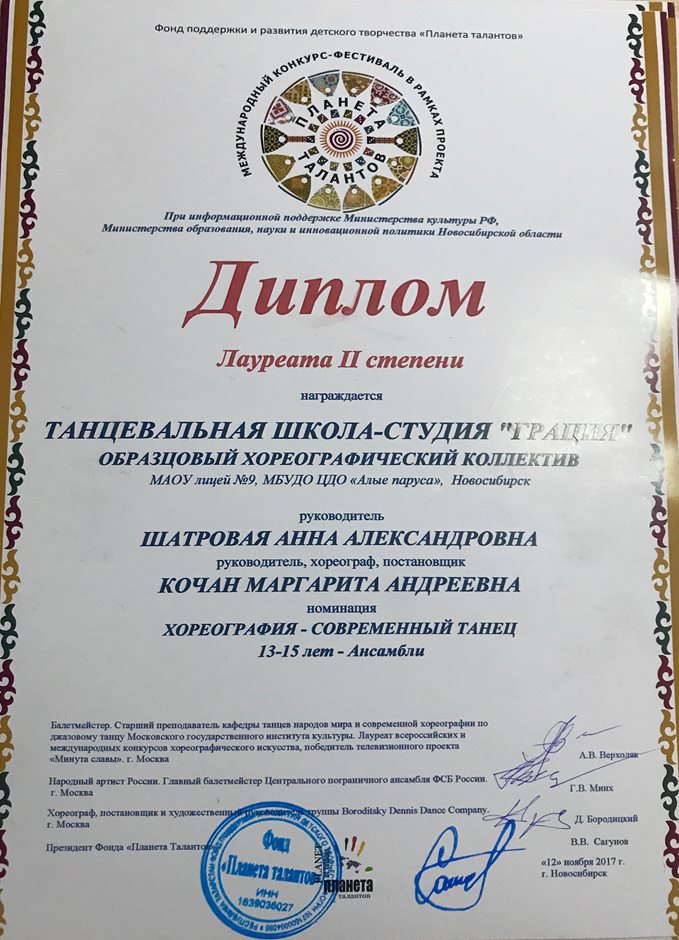 Фонд поддержки и развития детского творчества «Планета талантов»
МЕЖДУНАРОДНЫЙ КОНКУРС-ФЕСТИВАЛЬ В РАМКАХ ПРОЕКТА
ПЛАНЕТА
ТАЛАНТОВ
При информационной поддержке Министерства культуры РФ,
Министерства образования, науки и инновационной политики Новосибирской области
Диплом
Лауреата II степени
награждается
ТАНЦЕВАЛЬНАЯ ШКОЛА-СТУДИЯ "ГРАЦИЯ"
ОБРАЗЦОВЫЙ ХОРЕОГРАФИЧЕСКИЙ КОЛЛЕКТИВ
МАОУ лицей №9, МБУДО ЦДО «Алые паруса», Новосибирск
руководитель
ШАТРОВАЯ АННА АЛЕКСАНДРОВНА
руководитель, хореограф, постановщик
КОЧАН МАРГАРИТА АНДРЕЕВНА
номинация
ХОРЕОГРАФИЯ - СОВРЕМЕННЫЙ ТАНЕЦ
13-15 лет - Ансамбли
Балетмейстер. Старший преподаватель кафедры танцев народов мира и современной хореографии по
джазовому танцу Московского государственного института культуры. Лауреат всероссийских и
международных конкурсов хореографического искусства, победитель телевизионного проекта
«Минута славы». г. Москва
А.В. Верхоляк
Народный артист России. Главный балетмейстер Центрального пограничного ансамбля ФСБ России.
г. Москва
Г.В. Минх
Хореограф, постановщик и художественный руководитель группы Boroditsky Dennis Dance Company.
г. Москва
Д. Бородицкий
Президент Фонда «Планета Талантов»
В.В. Сагунов
Фонд
«Планета талантов»
ИНН
1839036027
PLANET
планета
талантов
«12» ноября 2017 г.
г. Новосибирск